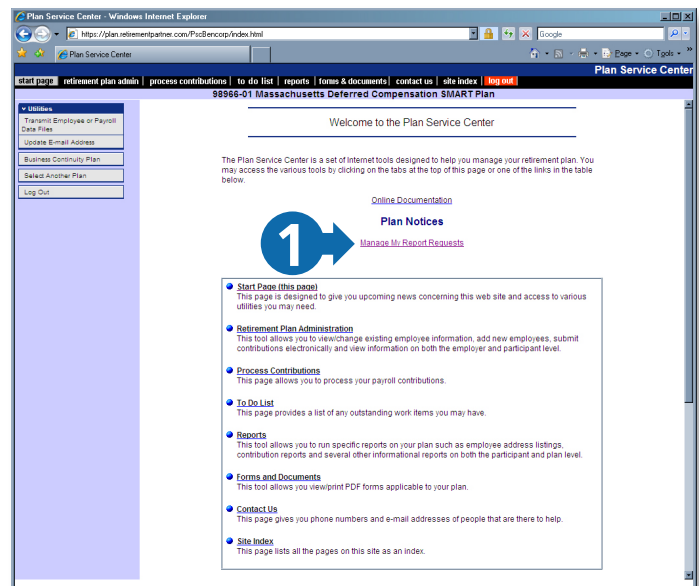 Plan Service Center - Windows Internet Explorer
https://plan.retirementpartner.com/PscBencorp/index.html
Google
Plan Service Center
Page
Tools
Plan Service Center
start page | retirement plan admin | process contributions | to do list | reports | forms & documents | contact us | site index | log out
98966-01 Massachusetts Deferred Compensation SMART Plan
Utilities
Transmit Employee or Payroll
Data Files
Update E-mail Address
Business Continuity Plan
Select Another Plan
Log Out
Welcome to the Plan Service Center
The Plan Service Center is a set of Internet tools designed to help you manage your retirement plan. You
may access the various tools by clicking on the tabs at the top of this page or one of the links in the table
below.
Online Documentation
Plan Notices
1
Manage My Report Requests
Start Page (this page)
This page is designed to give you upcoming news concerning this web site and access to various
utilities you may need.
Retirement Plan Administration
This tool allows you to view/change existing employee information, add new employees, submit
contributions electronically and view information on both the employer and participant level.
Process Contributions
This page allows you to process your payroll contributions.
To Do List
This page provides a list of any outstanding work items you may have.
Reports
This tool allows you to run specific reports on your plan such as employee address listings,
contribution reports and several other informational reports on both the participant and plan level.
Forms and Documents
This tool allows you view/print PDF forms applicable to your plan.
Contact Us
This page gives you phone numbers and e-mail addresses of people that are there to help.
Site Index
This page lists all the pages on this site as an index.